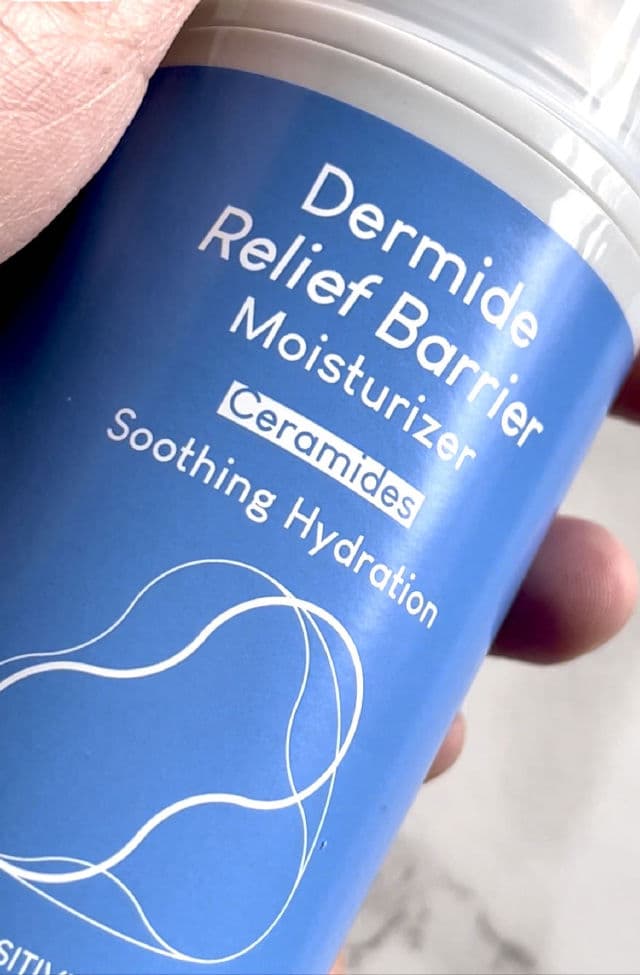 Dermide
Relief Barrier
Moisturizer
Ceramides
Soothing Hydration